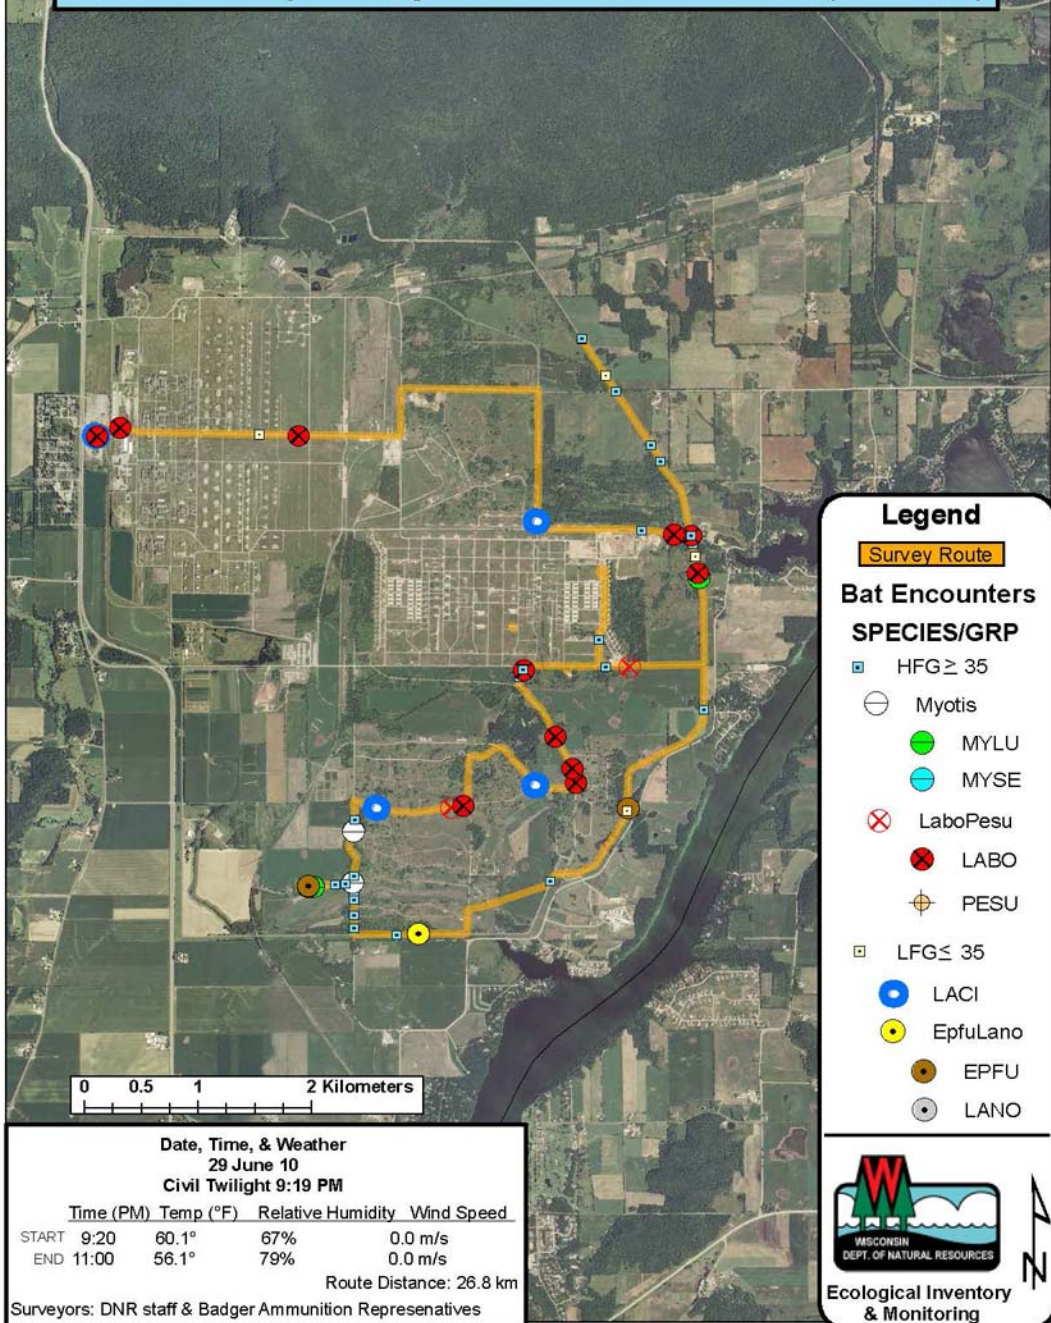 Legend
Survey Route
Bat Encounters
SPECIES/GRP
HFG ≥ 35
Myotis
MYLU
MYSE
LaboPesu
LABO
PESU
LFG ≤ 35
LACI
EpfuLano
EPFU
LANO
0 0.5 1 2 Kilometers
Date, Time, & Weather
29 June 10
Civil Twilight 9:19 PM
Time (PM) Temp (°F) Relative Humidity Wind Speed
START 9:20 60.1° 67% 0.0 m/s
END 11:00 56.1° 79% 0.0 m/s
Route Distance: 26.8 km
Surveyors: DNR staff & Badger Ammunition Represenatives
W
WISCONSIN
DEPT. OF NATURAL RESOURCES
N
Ecological Inventory
& Monitoring